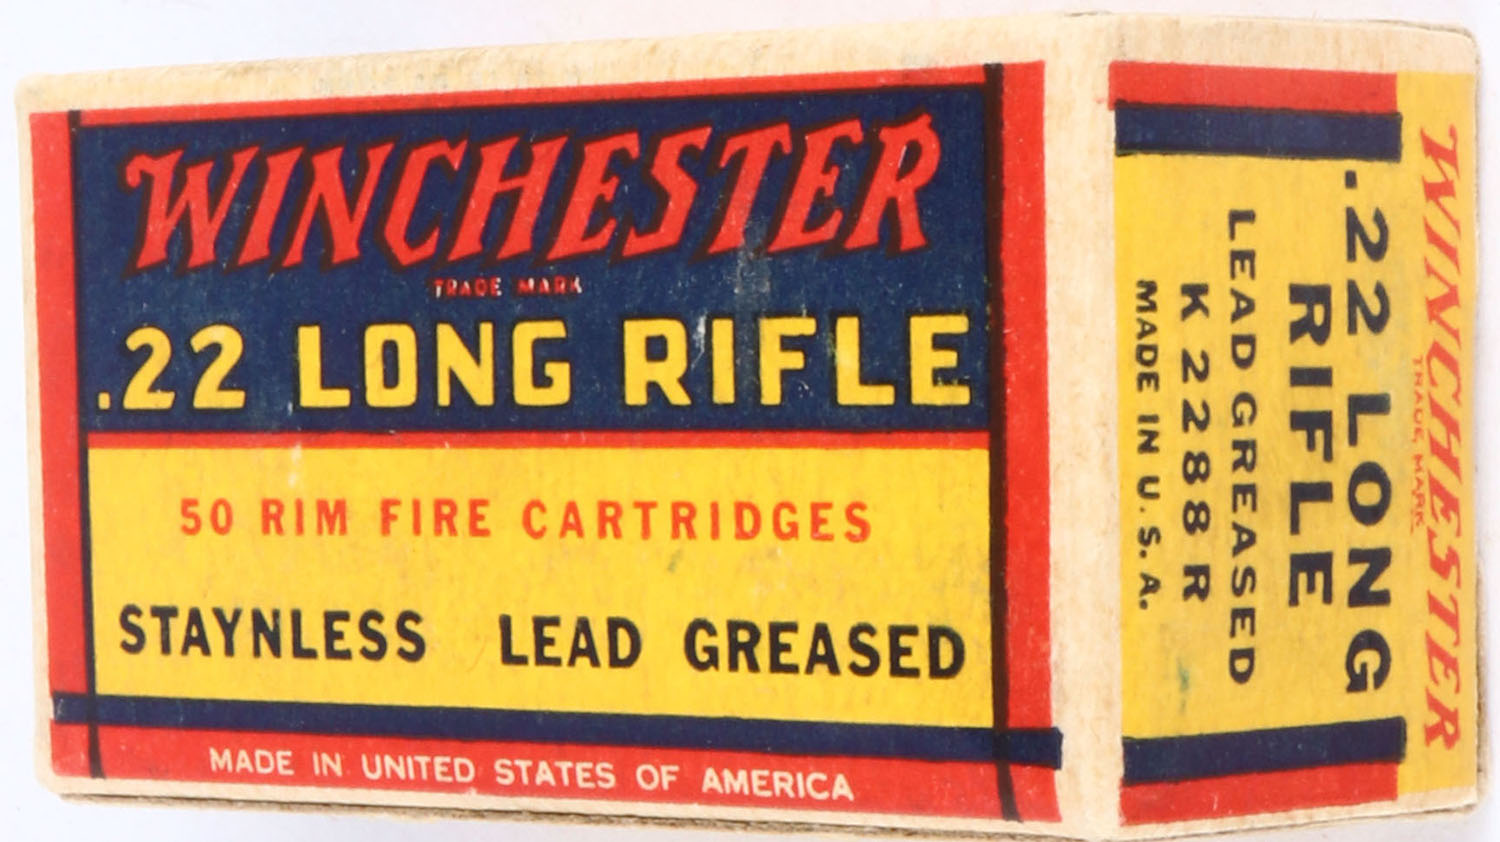 WINCHESTER
TRADE MARK
.22 LONG RIFLE
50 RIM FIRE CARTRIDGES
STAYNLESS LEAD GREASED
MADE IN UNITED STATES OF AMERICA
WINCHESTER
TRADE MARK
.22 LONG
RIFLE
LEAD GREASED
K 2288 R
MADE IN U.S.A.